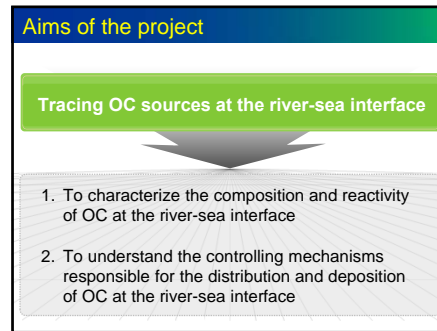 Aims of the project
Tracing OC sources at the river-sea interface
1. To characterize the composition and reactivity
of OC at the river-sea interface
2. To understand the controlling mechanisms
responsible for the distribution and deposition
of OC at the river-sea interface